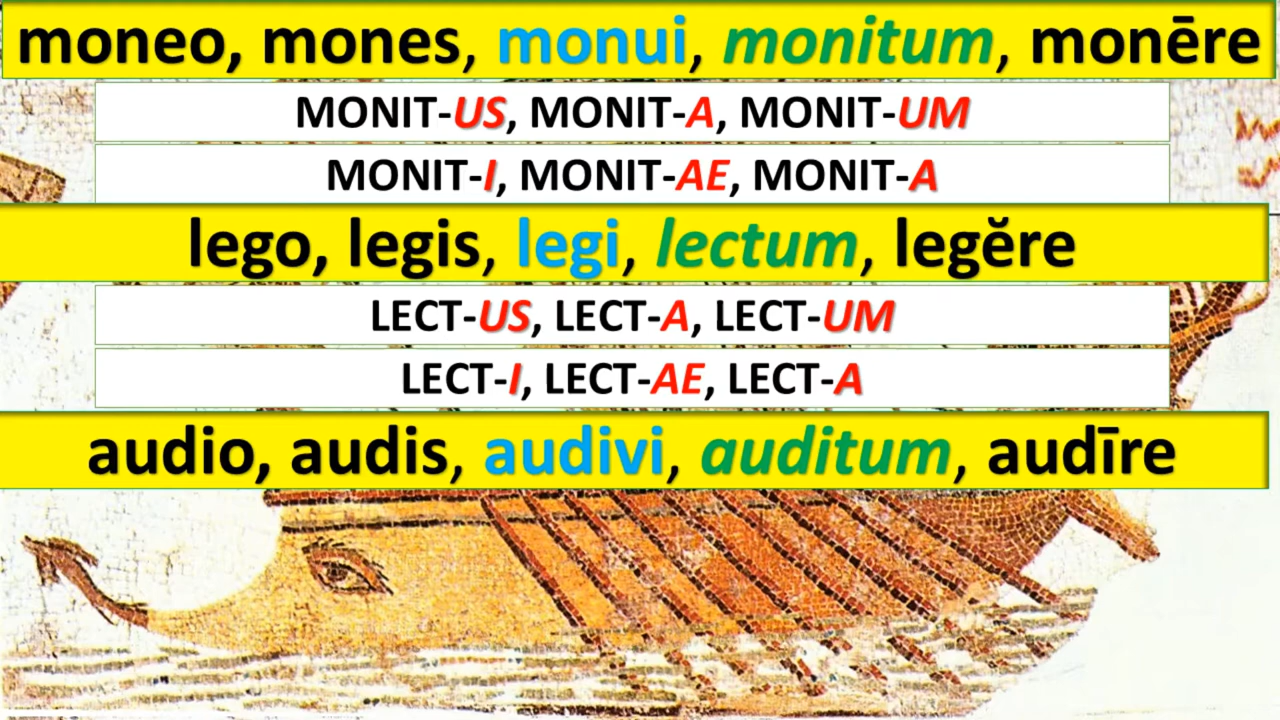 moneo, mones, monui, monitum, monēre
MONIT-US, MONIT-A, MONIT-UM
MONIT-I, MONIT-AE, MONIT-A
lego, legis, legi, lectum, legĕre
LECT-US, LECT-A, LECT-UM
LECT-I, LECT-AE, LECT-A
audio, audis, audivi, auditum, audīre